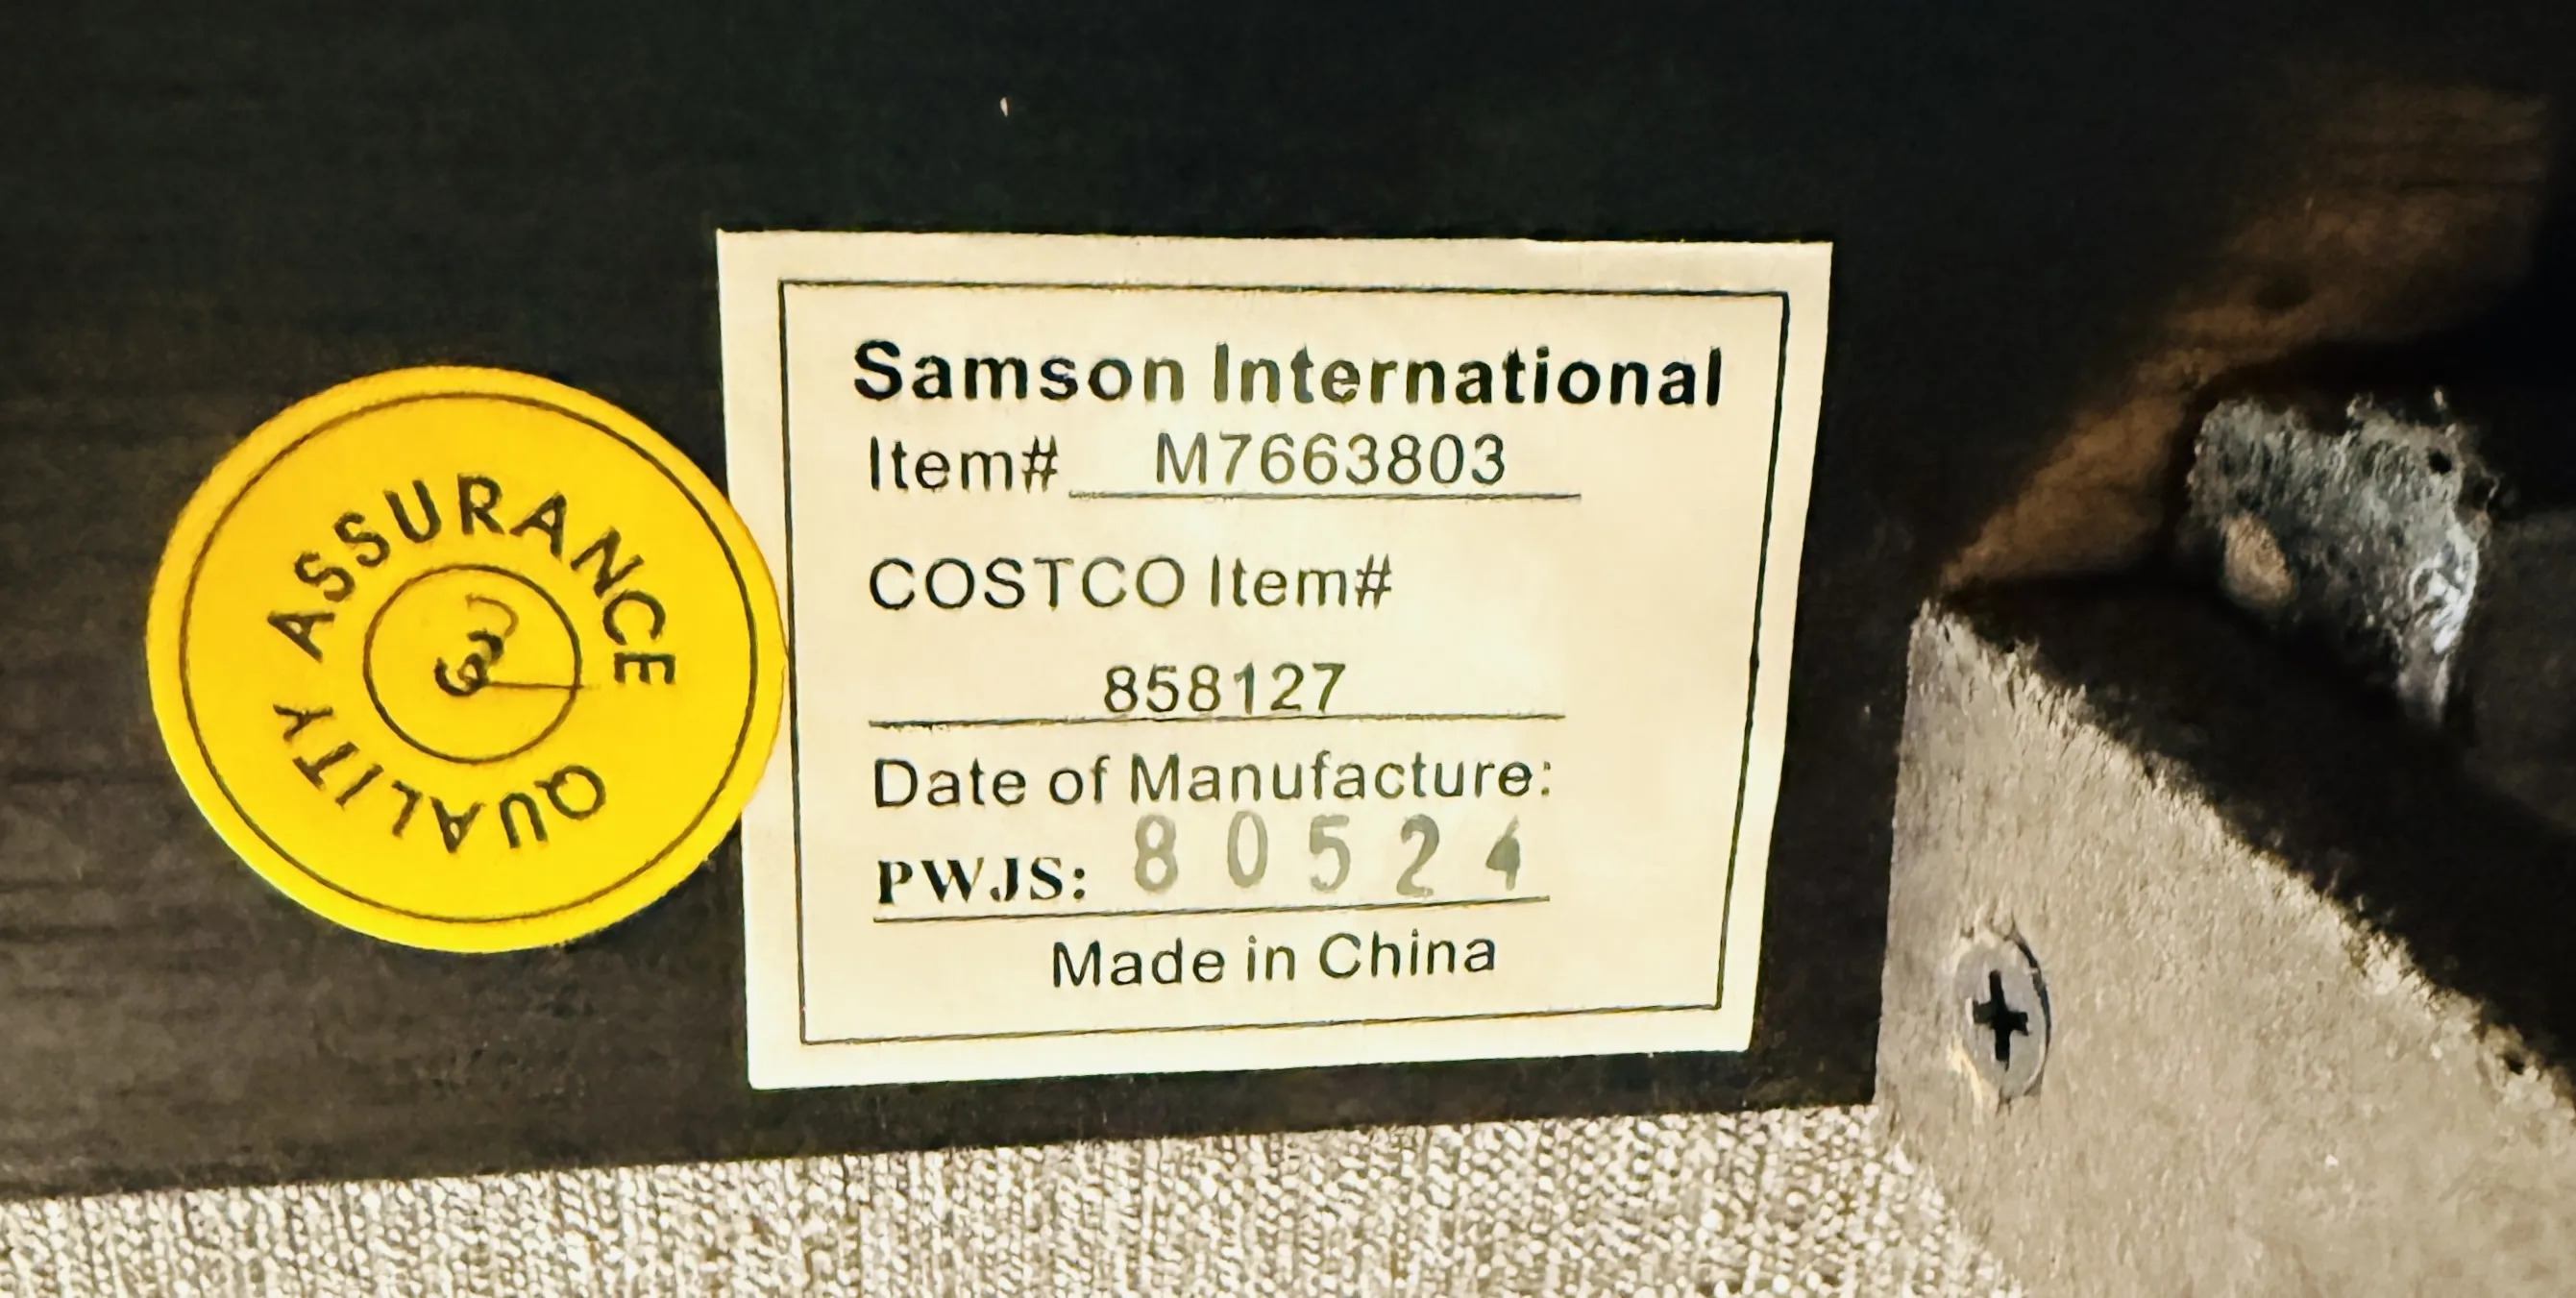 QUALITY ASSURANCE
Samson International
Item# M7663803
COSTCO Item#
858127
Date of Manufacture:
PWJS: 80524
Made in China